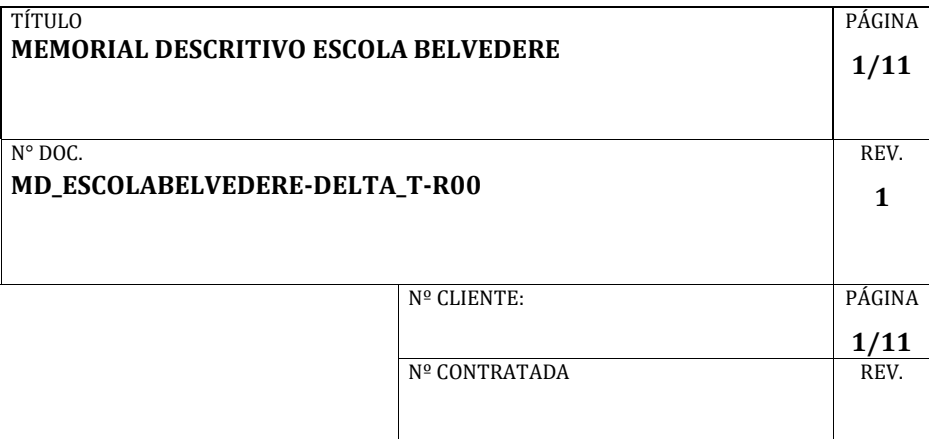 TÍTULO PÁGINA
MEMORIAL DESCRITIVO ESCOLA BELVEDERE
1/11
N° DOC. REV.
MD_ESCOLABELVEDERE-DELTA_T-R00
1
Nº CLIENTE: PÁGINA
1/11
Nº CONTRATADA REV.